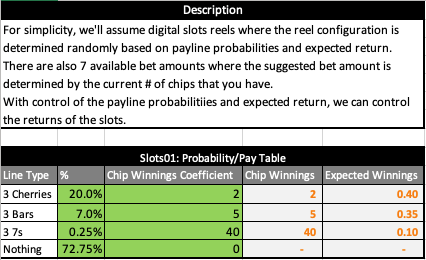 Description
For simplicity, we'll assume digital slots reels where the reel configuration is
determined randomly based on payline probabilities and expected return.
There are also 7 available bet amounts where the suggested bet amount is
determined by the current # of chips that you have.
With control of the payline probabilitiies and expected return, we can control
the returns of the slots.
Slots01: Probability/Pay Table
Line Type % Chip Winnings Coefficient Chip Winnings Expected Winnings
3 Cherries 20.0% 2 2 0.40
3 Bars 7.0% 5 5 0.35
3 7s 0.25% 40 40 0.10
Nothing 72.75% 0 - -